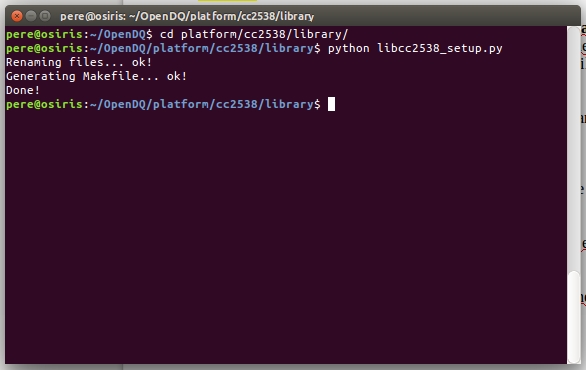 pere@osiris: ~/OpenDQ/platform/cc2538/library
pere@osiris:~/OpenDQ$ cd platform/cc2538/library/
pere@osiris:~/OpenDQ/platform/cc2538/library$ python libcc2538_setup.py
Renaming files... ok!
Generating Makefile... ok!
Done!
pere@osiris:~/OpenDQ/platform/cc2538/library$